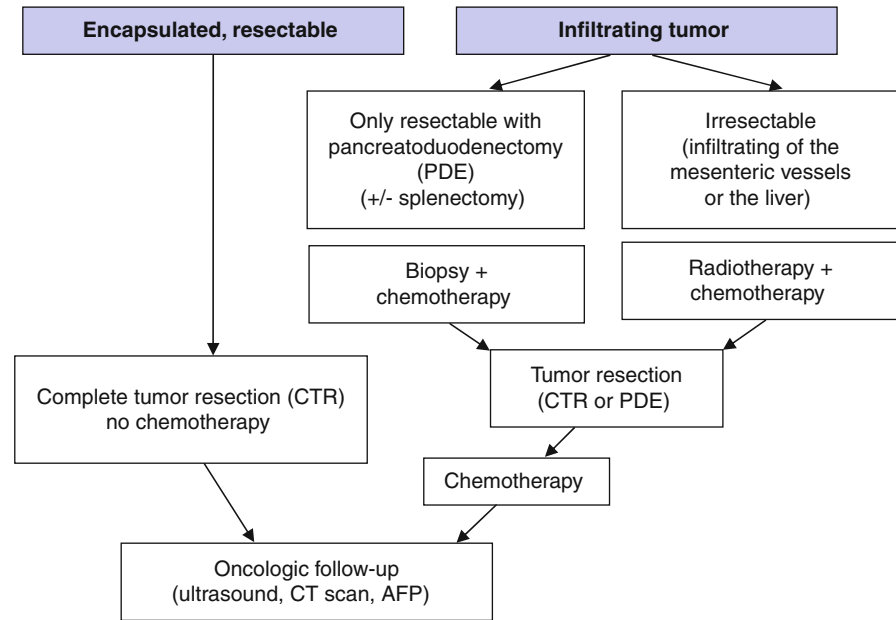 Encapsulated, resectable
Infiltrating tumor
Only resectable with
pancreatoduodenectomy
(PDE)
(+/- splenectomy)
Irresectable
(infiltrating of the
mesenteric vessels
or the liver)
Biopsy +
chemotherapy
Radiotherapy +
chemotherapy
Complete tumor resection (CTR)
no chemotherapy
Tumor resection
(CTR or PDE)
Chemotherapy
Oncologic follow-up
(ultrasound, CT scan, AFP)